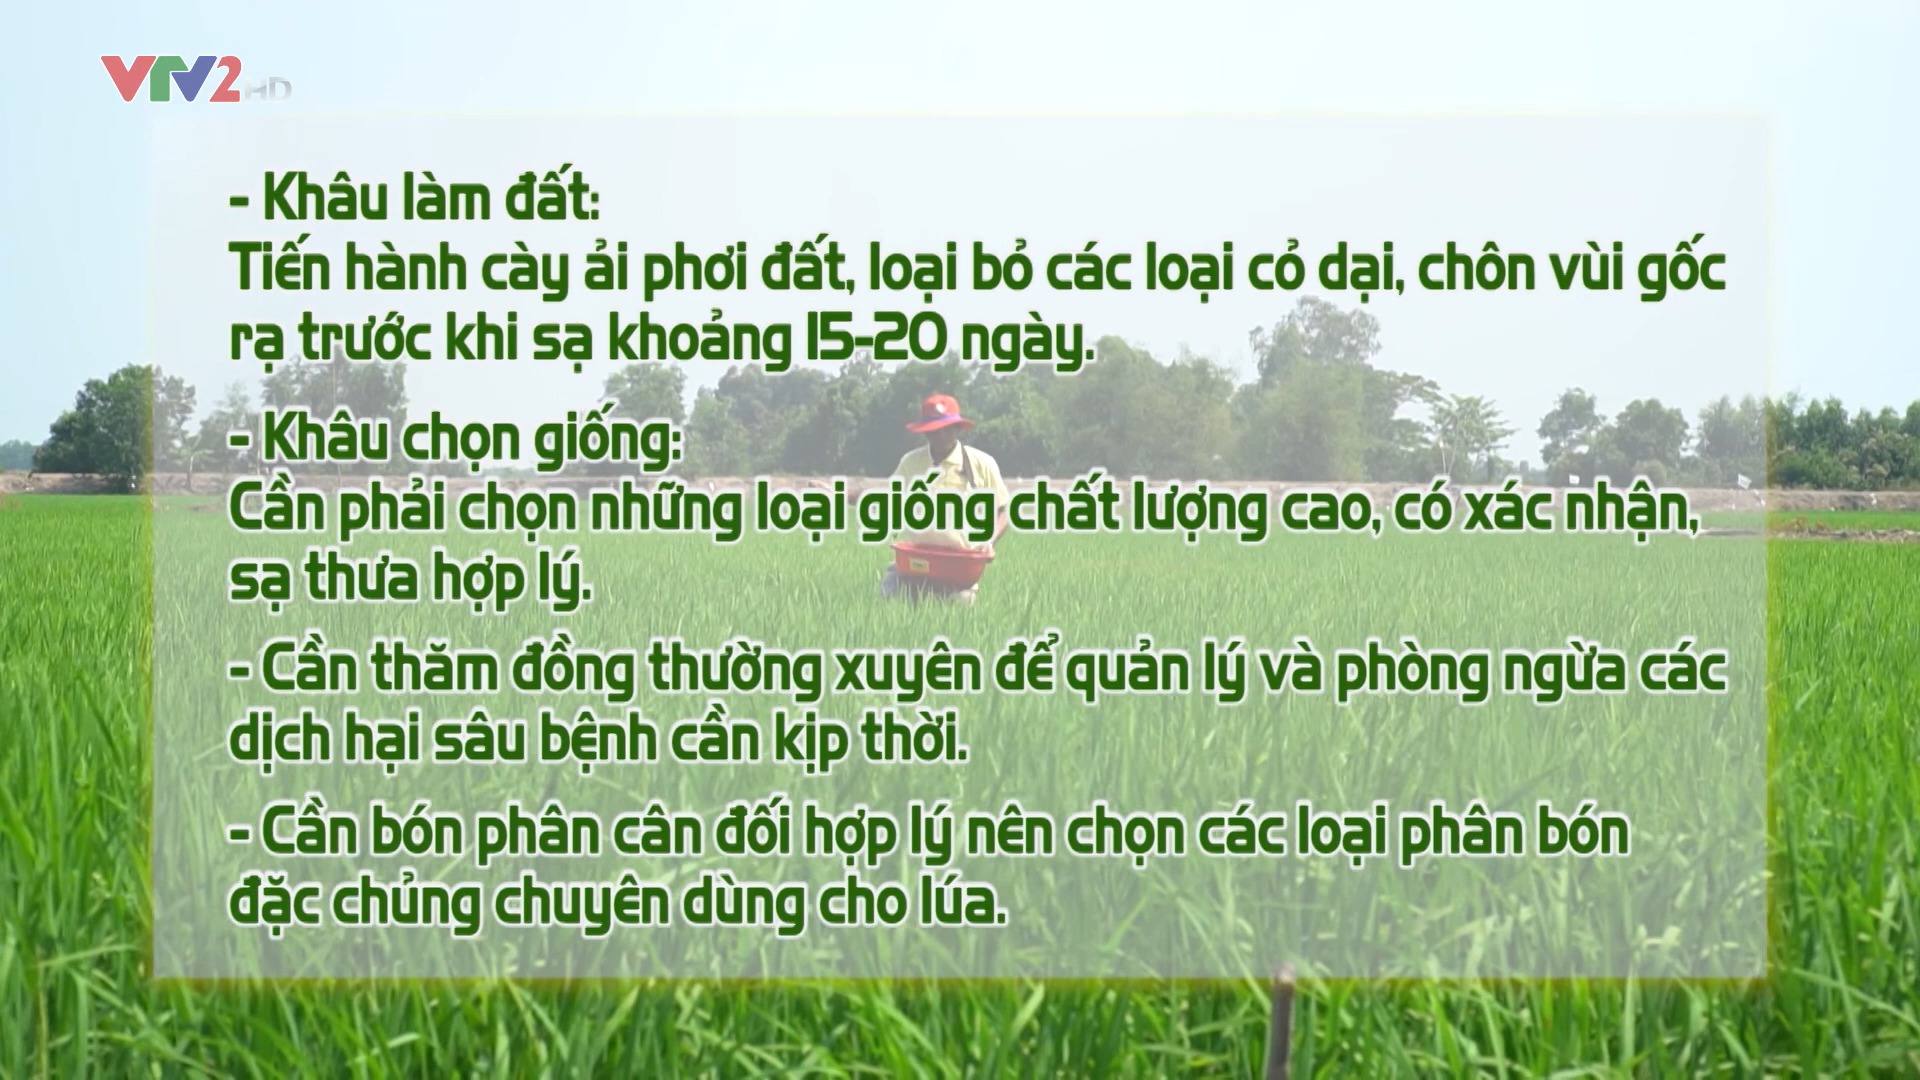 VTV2 HD
- Khâu làm đất:
Tiến hành cày ải phơi đất, loại bỏ các loại cỏ dại, chôn vùi gốc
rạ trước khi sạ khoảng 15-20 ngày.
- Khâu chọn giống:
Cần phải chọn những loại giống chất lượng cao, có xác nhận,
sạ thưa hợp lý.
- Cần thăm đồng thường xuyên để quản lý và phòng ngừa các
dịch hại sâu bệnh cần kịp thời.
- Cần bón phân cân đối hợp lý nên chọn các loại phân bón
đặc chủng chuyên dùng cho lúa.